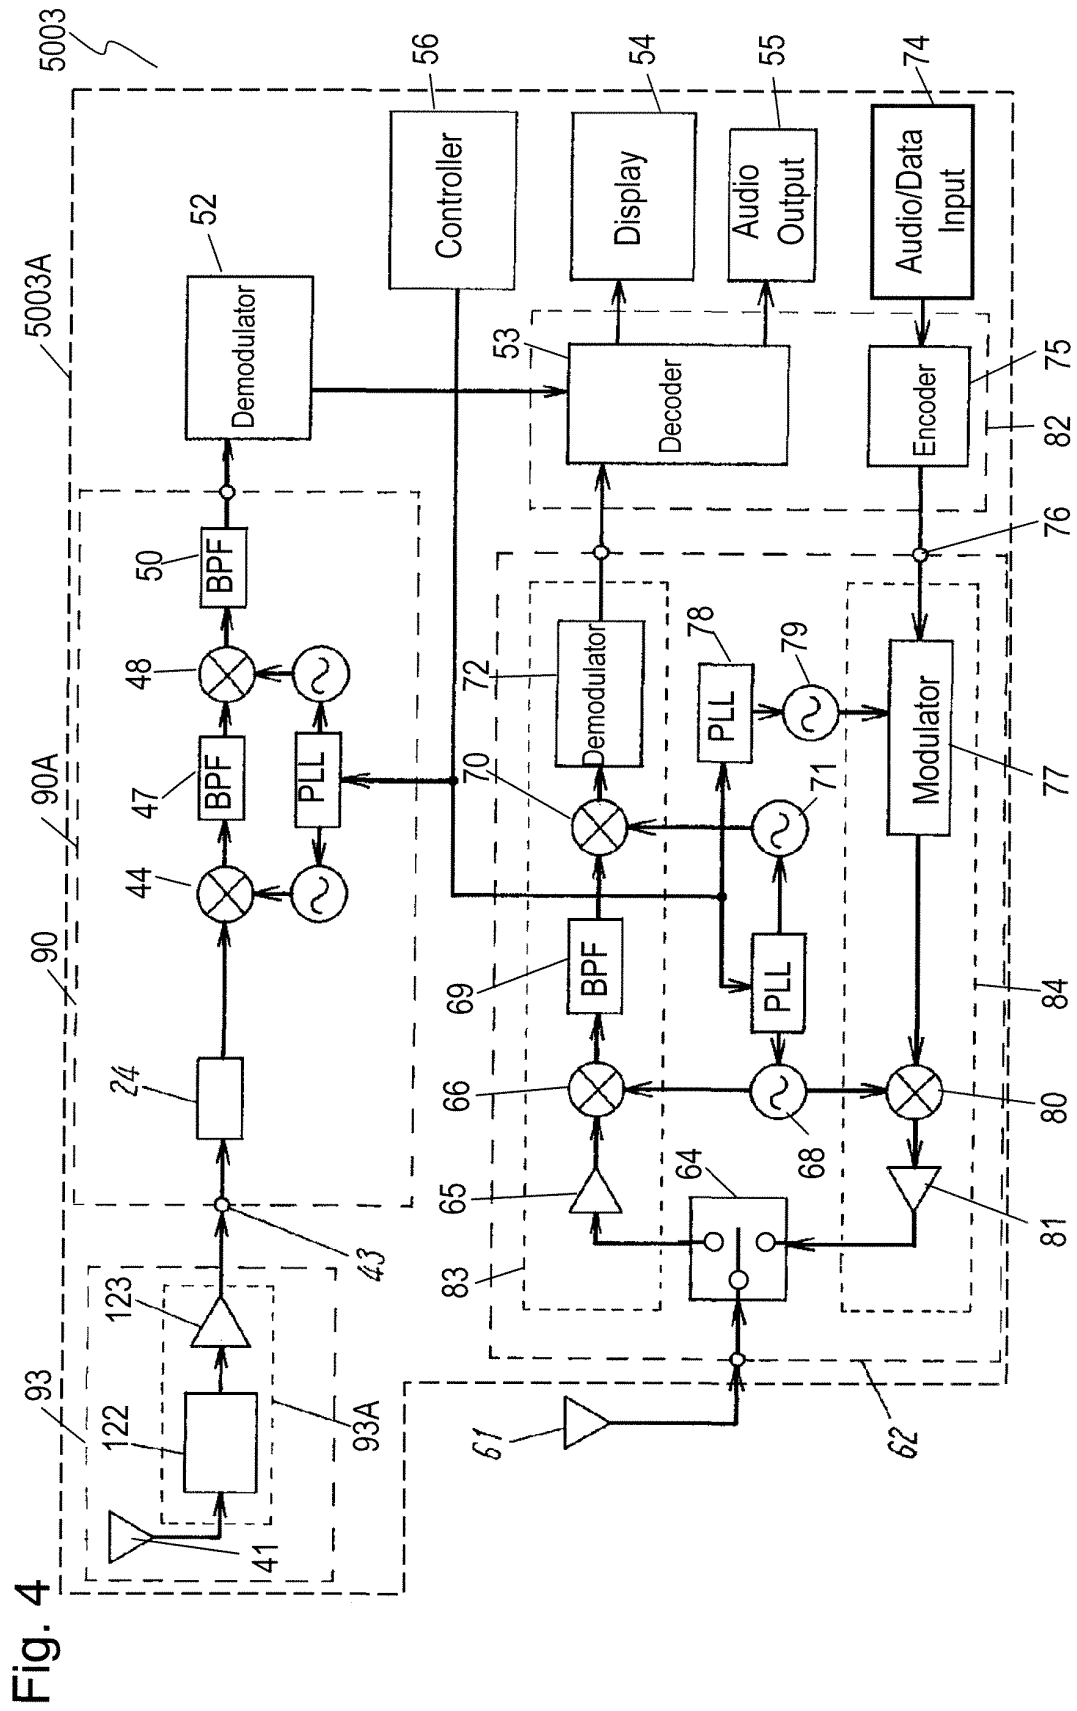 Fig. 4
5003
5003A
90A
90
93
93A
41
122
123
43
24
44
BPF
47
48
BPF
50
PLL
Demodulator
52
Controller
56
Decoder
53
Display
54
Audio
Output
55
Audio/Data
Input
74
Encoder
75
82
76
61
62
64
83
65
66
BPF
69
70
Demodulator
72
PLL
68
71
PLL
78
79
Modulator
77
84
80
81